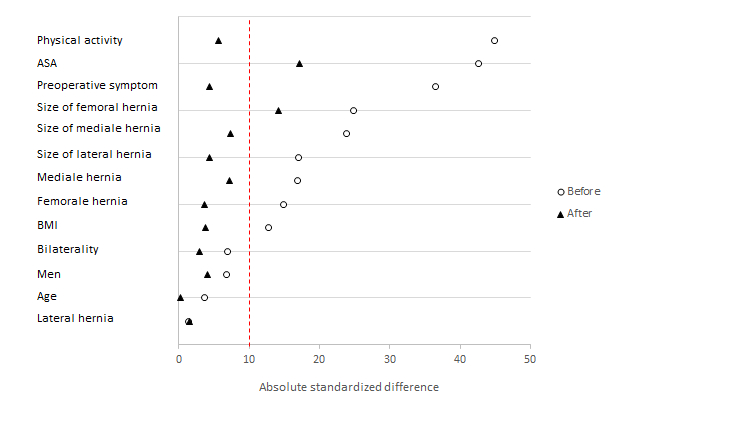 Physical activity
ASA
Preoperative symptom
Size of femoral hernia
Size of mediale hernia
Size of lateral hernia
Mediale hernia
Femorale hernia
BMI
Bilaterality
Men
Age
Lateral hernia
Before
After
0 10 20 30 40 50
Absolute standardized difference